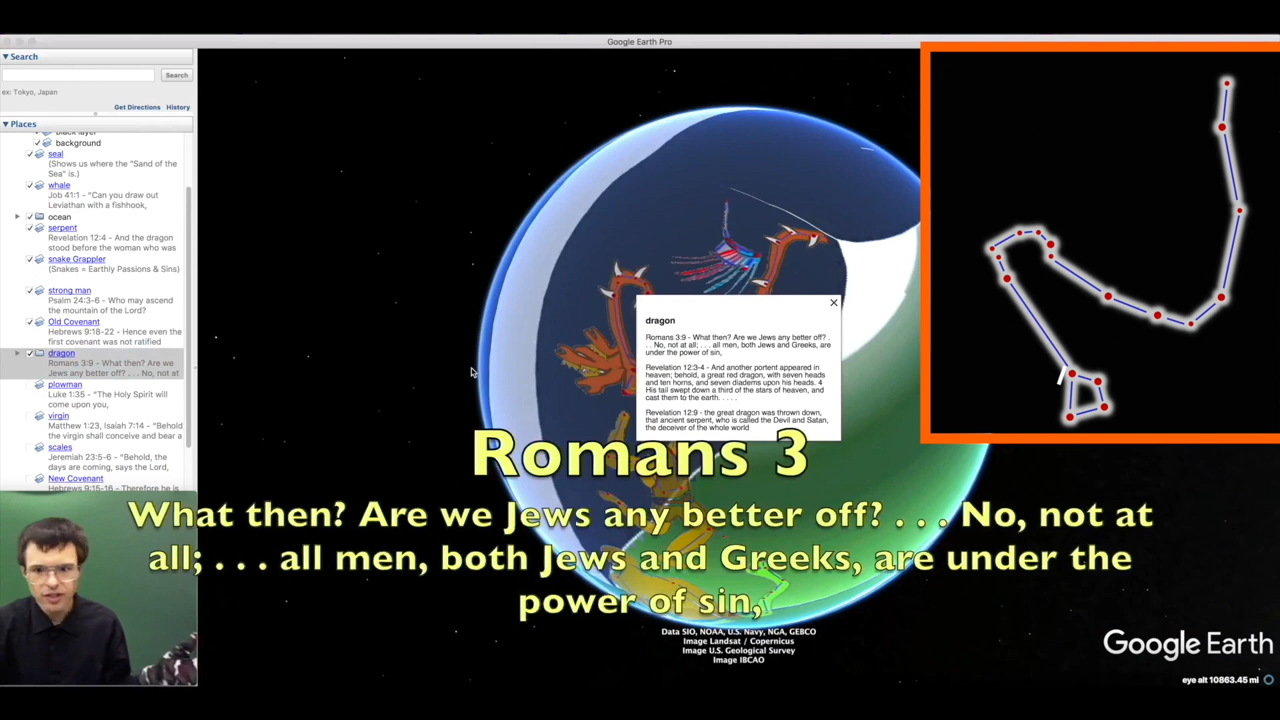 Google Earth Pro
Search
Search
ex: Tokyo, Japan
Get Directions History
Places
black layer
background
seal
(Shows us where the "Sand of the
Sea" is.)
whale
Job 41:1 - "Can you draw out
Leviathan with a fishhook,
ocean
serpent
Revelation 12:4 - And the dragon
stood before the woman who was
snake Grappler
(Snakes = Earthly Passions & Sins)
strong man
Psalm 24:3-6 - Who may ascend
the mountain of the Lord?
Old Covenant
Hebrews 9:18-22 - Hence even the
first covenant was not ratified
dragon
Romans 3:9 - What then? Are we
Jews any better off? . . . No, not at
plowman
Luke 1:35 - "The Holy Spirit will
come upon you,
virgin
Matthew 1:23, Isaiah 7:14 - "Behold
the virgin shall conceive and bear a
scales
Jeremiah 23:5-6 - "Behold, the
days are coming, says the Lord,
New Covenant
Hebrews 9:15-16 - Therefore he is
dragon
Romans 3:9 - What then? Are we Jews any better off? .
. . No, not at all; . . . all men, both Jews and Greeks, are
under the power of sin,
Revelation 12:3-4 - And another portent appeared in
heaven; behold, a great red dragon, with seven heads
and ten horns, and seven diadems upon his heads. 4
His tail swept down a third of the stars of heaven, and
cast them to the earth. . . . .
Revelation 12:9 - the great dragon was thrown down,
that ancient serpent, who is called the Devil and Satan,
the deceiver of the whole world
Romans 3
What then? Are we Jews any better off? . . . No, not at
all; . . . all men, both Jews and Greeks, are under the
power of sin,
Data SIO, NOAA, U.S. Navy, NGA, GEBCO
Image Landsat / Copernicus
Image U.S. Geological Survey
Image IBCAO
Google Earth
eye alt 10863.45 mi